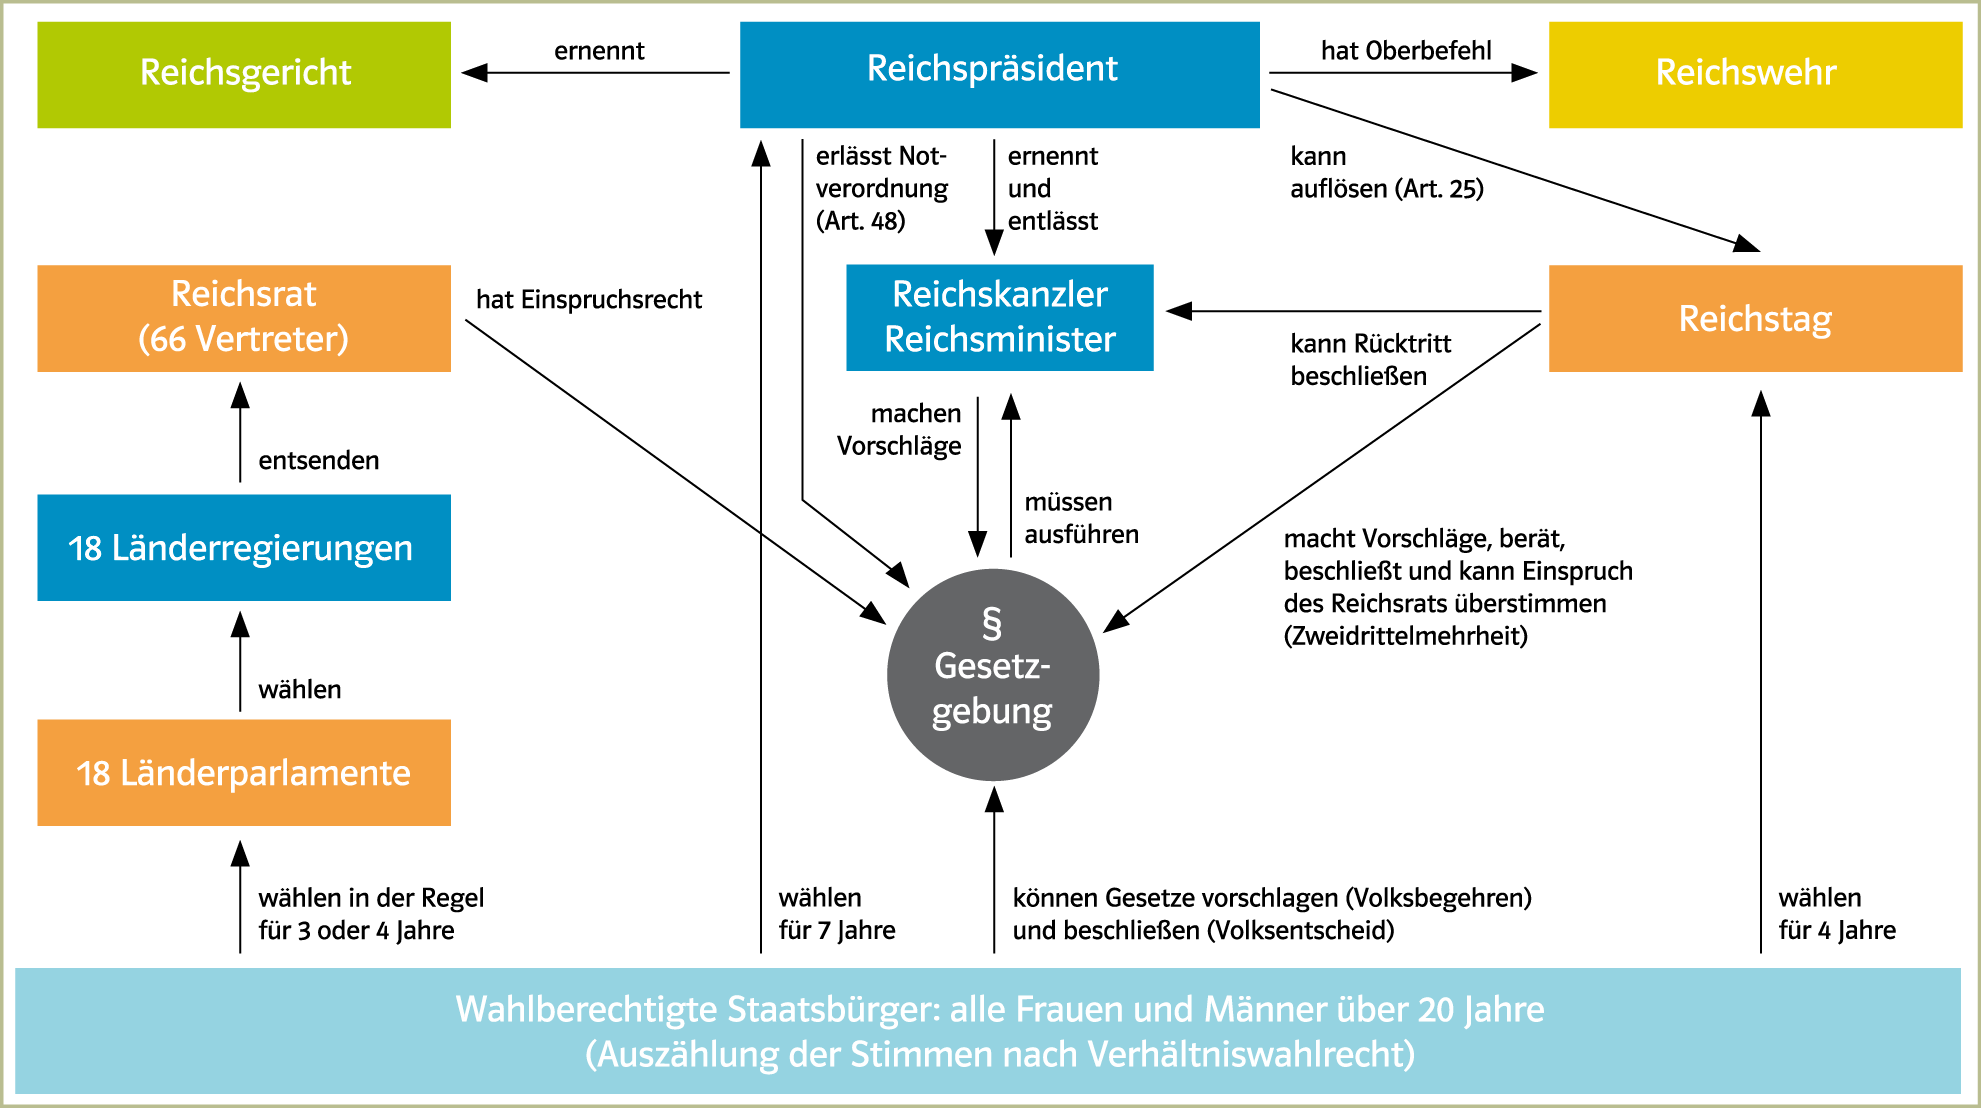 Reichsgericht
ernennt
Reichspräsident
hat Oberbefehl
Reichswehr
erlässt Not-
verordnung
(Art. 48)
ernennt
und
entlässt
kann
auflösen (Art. 25)
Reichsrat
(66 Vertreter)
hat Einspruchsrecht
Reichskanzler
Reichsminister
kann Rücktritt
beschließen
Reichstag
machen
Vorschläge
müssen
ausführen
entsenden
18 Länderregierungen
macht Vorschläge, berät,
beschließt und kann Einspruch
des Reichsrats überstimmen
(Zweidrittelmehrheit)
§
Gesetz-
gebung
wählen
18 Länderparlamente
wählen in der Regel
für 3 oder 4 Jahre
wählen
für 7 Jahre
können Gesetze vorschlagen (Volksbegehren)
und beschließen (Volksentscheid)
wählen
für 4 Jahre
Wahlberechtigte Staatsbürger: alle Frauen und Männer über 20 Jahre
(Auszählung der Stimmen nach Verhältniswahlrecht)